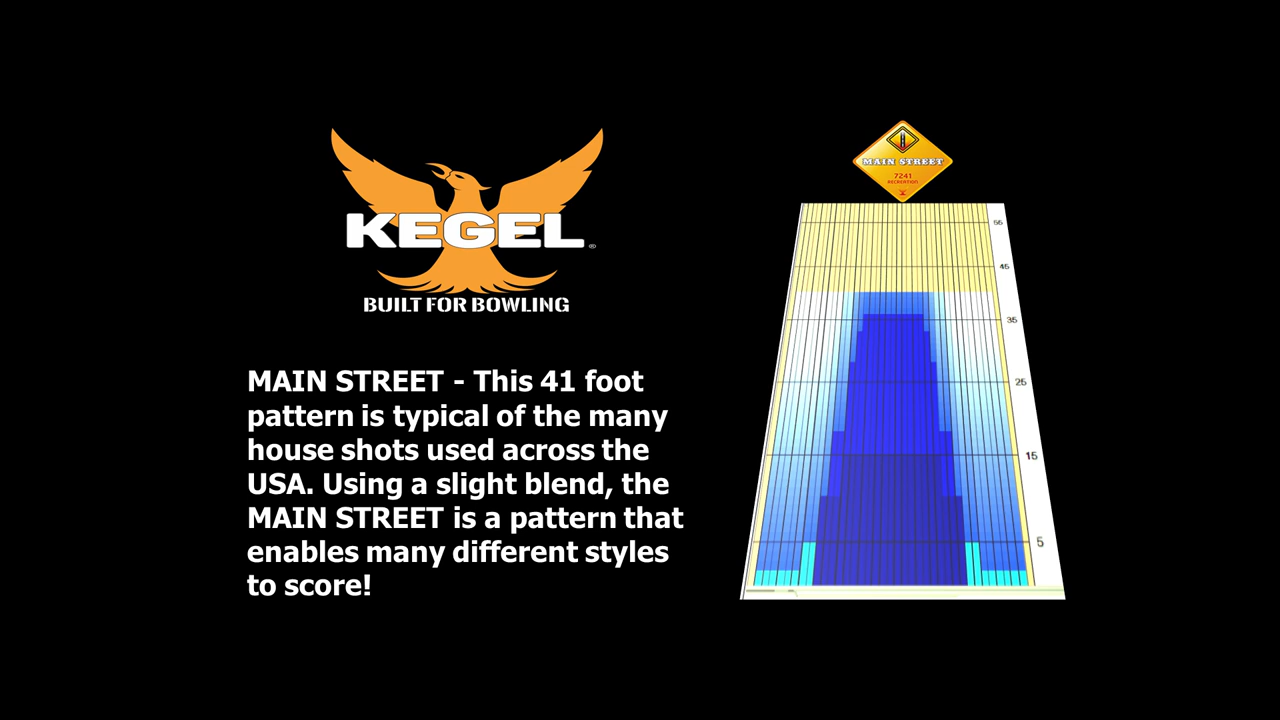 KEGEL®
BUILT FOR BOWLING
MAIN STREET - This 41 foot
pattern is typical of the many
house shots used across the
USA. Using a slight blend, the
MAIN STREET is a pattern that
enables many different styles
to score!
MAIN STREET
7241
RECREATION
55
45
35
25
15
5